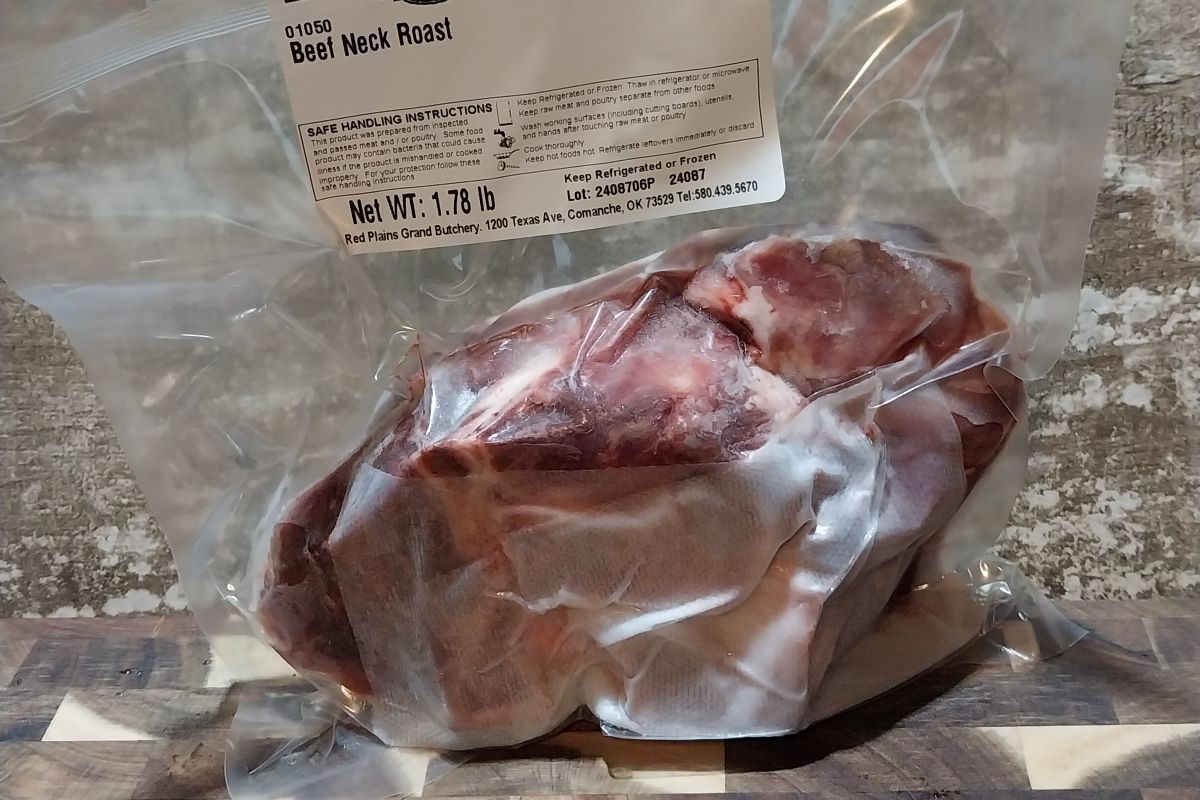 01050
Beef Neck Roast
SAFE HANDLING INSTRUCTIONS
This product was prepared from inspected
and passed meat and / or poultry. Some food
product may contain bacteria that could cause
illness if the product is mishandled or cooked
improperly. For your protection follow these
safe handling instructions
Keep Refrigerated or Frozen Thaw in refrigerator or microwave
Keep raw meat and poultry separate from other foods
Wash working surfaces (including cutting boards), utensils,
and hands after touching raw meat or poultry
Cook thoroughly
Keep hot foods hot. Refrigerate leftovers immediately or discard
Net WT: 1.78 lb
Keep Refrigerated or Frozen
Lot: 2408706P 24087
Red Plains Grand Butchery. 1200 Texas Ave, Comanche, OK 73529 Tel:580.439.5670